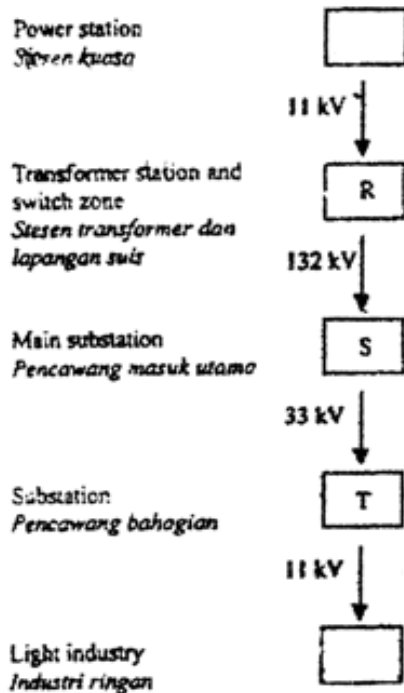 Power station
Stesen kuasa
11 kV
Transformer station and
switch zone
Stesen transformer dan
lapangan suis
R
132 kV
Main substation
Pencawang masuk utama
S
33 kV
Substation
Pencawang bahagian
T
11 kV
Light industry
Industri ringan